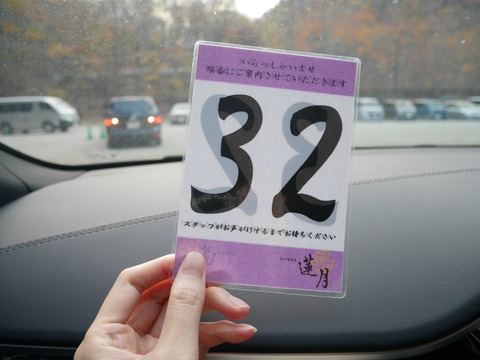 いらっしゃいませ
順番にご案内させていただきます
32
スタッフがお声がけするまでお待ちください
蓮月